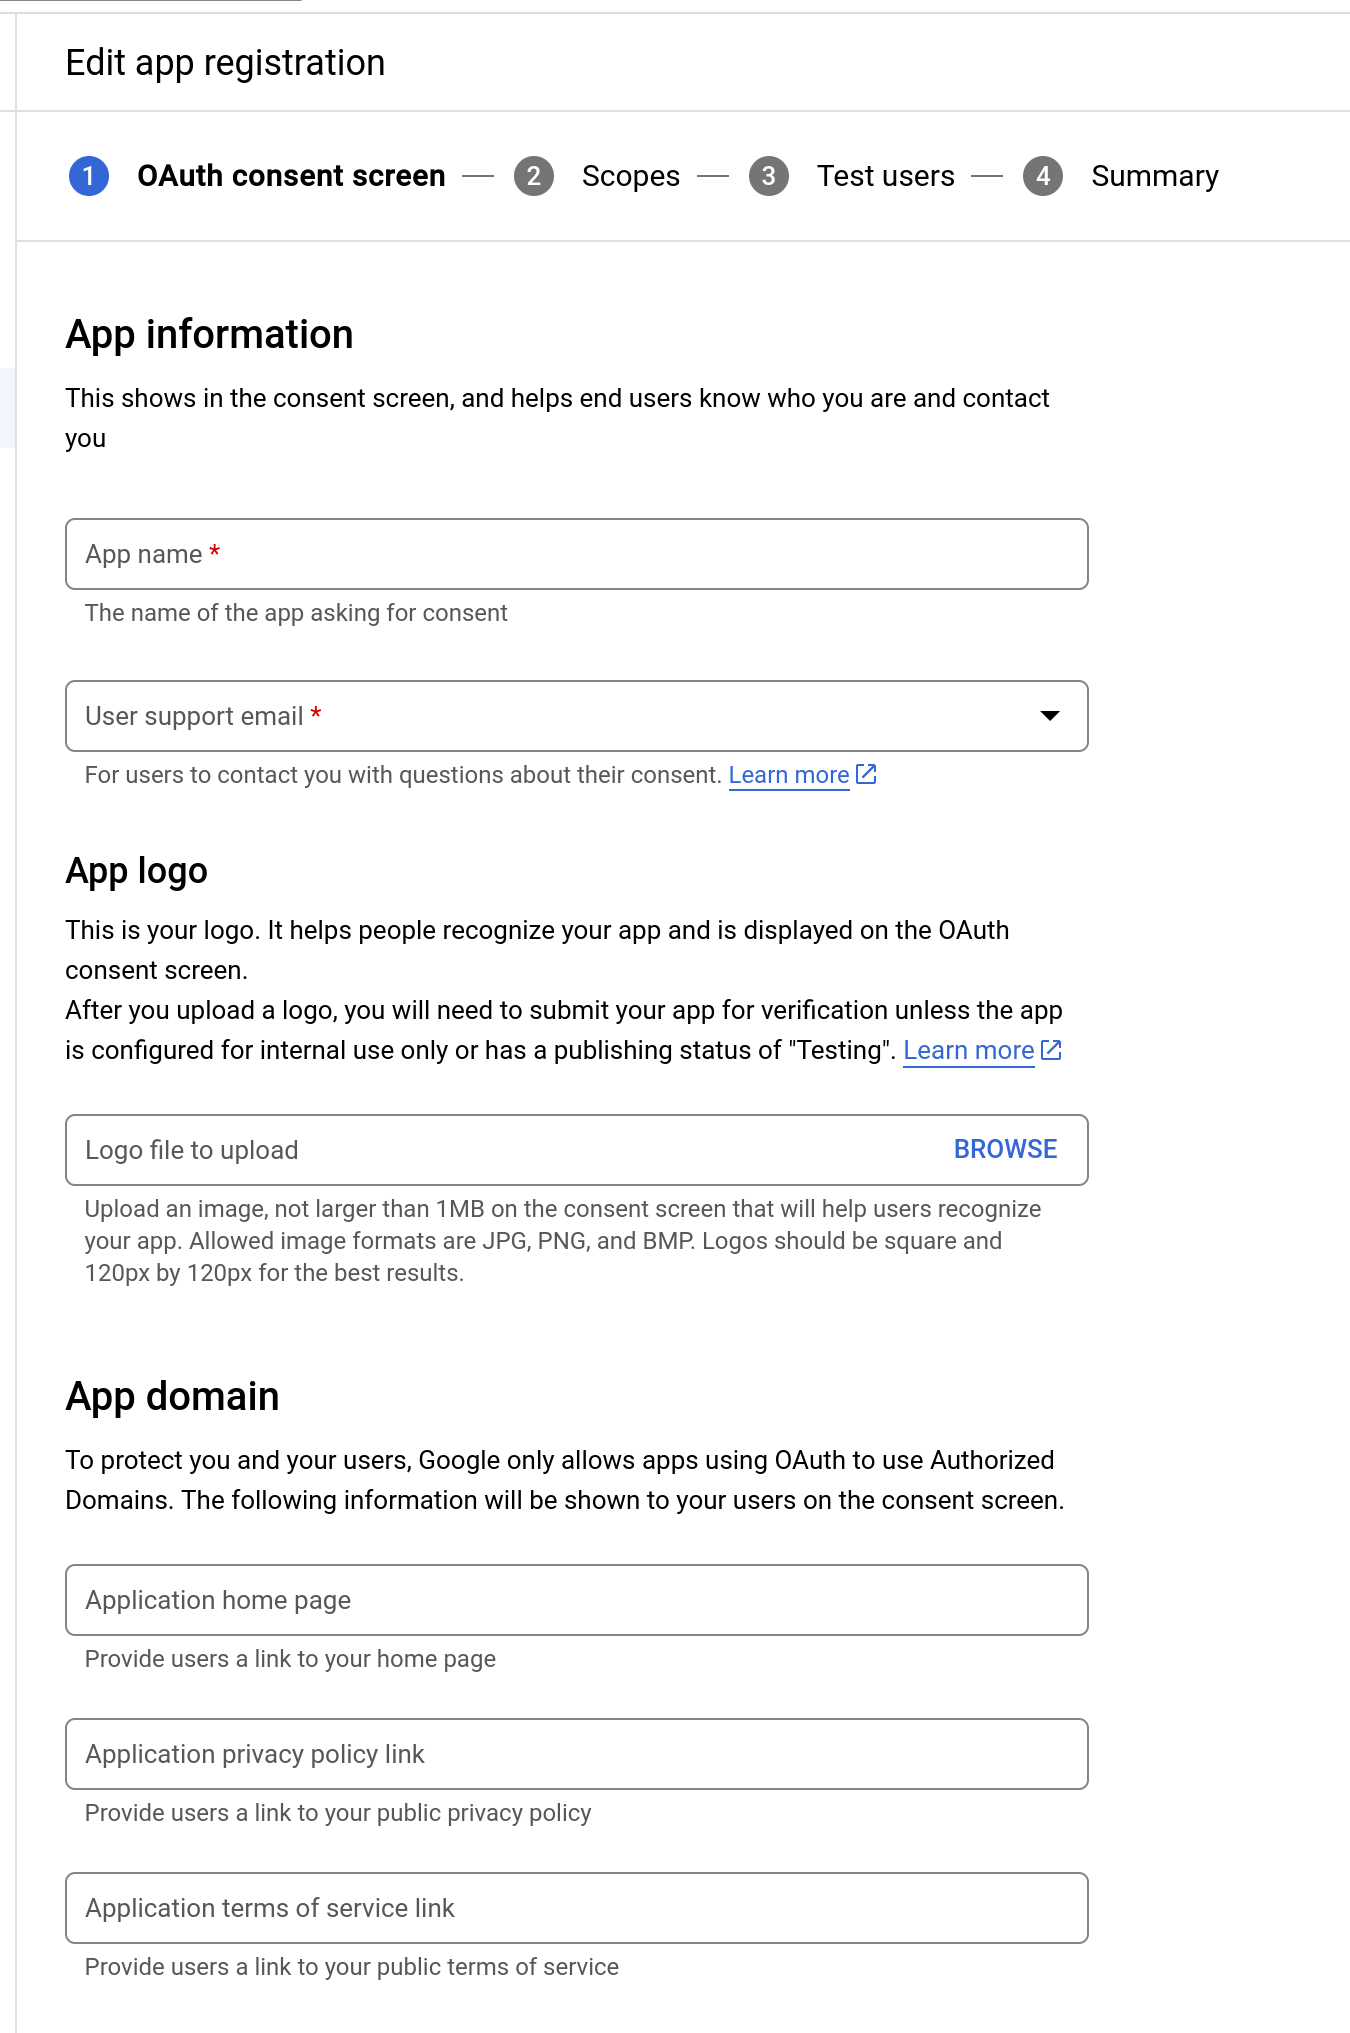 Edit app registration
1 OAuth consent screen — 2 Scopes — 3 Test users — 4 Summary
App information
This shows in the consent screen, and helps end users know who you are and contact
you
App name *
The name of the app asking for consent
User support email *
For users to contact you with questions about their consent. Learn more
App logo
This is your logo. It helps people recognize your app and is displayed on the OAuth
consent screen.
After you upload a logo, you will need to submit your app for verification unless the app
is configured for internal use only or has a publishing status of "Testing". Learn more
Logo file to upload BROWSE
Upload an image, not larger than 1MB on the consent screen that will help users recognize
your app. Allowed image formats are JPG, PNG, and BMP. Logos should be square and
120px by 120px for the best results.
App domain
To protect you and your users, Google only allows apps using OAuth to use Authorized
Domains. The following information will be shown to your users on the consent screen.
Application home page
Provide users a link to your home page
Application privacy policy link
Provide users a link to your public privacy policy
Application terms of service link
Provide users a link to your public terms of service